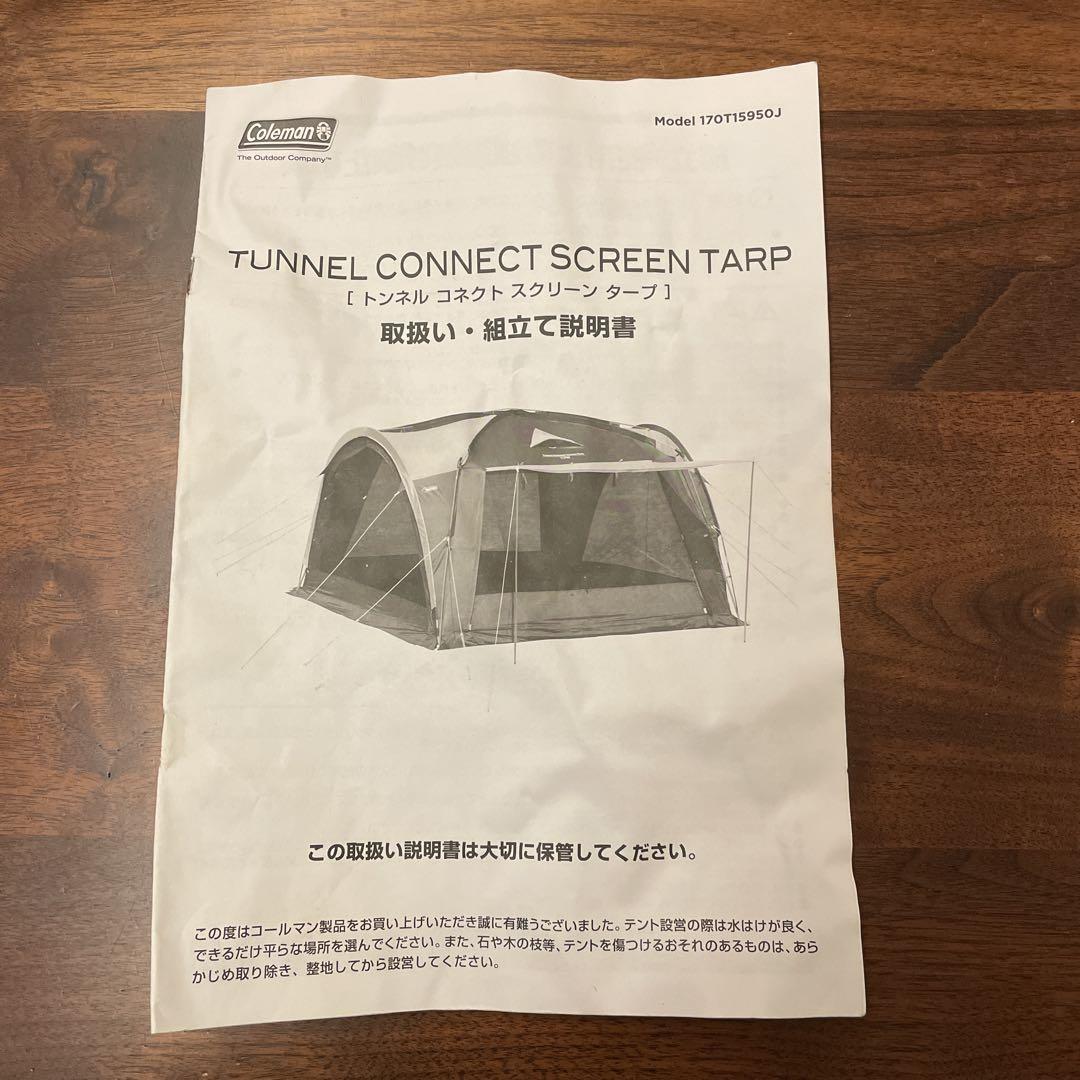 Coleman
The Outdoor Company™
Model 170T15950J
TUNNEL CONNECT SCREEN TARP
[ トンネル コネクト スクリーン タープ ]
取扱い・組立て説明書
この取扱い説明書は大切に保管してください。
この度はコールマン製品をお買い上げいただき誠に有難うございました。テント設営の際は水はけが良く、
できるだけ平らな場所を選んでください。また、石や木の枝等、テントを傷つけるおそれのあるものは、あら
かじめ取り除き、整地してから設営してください。